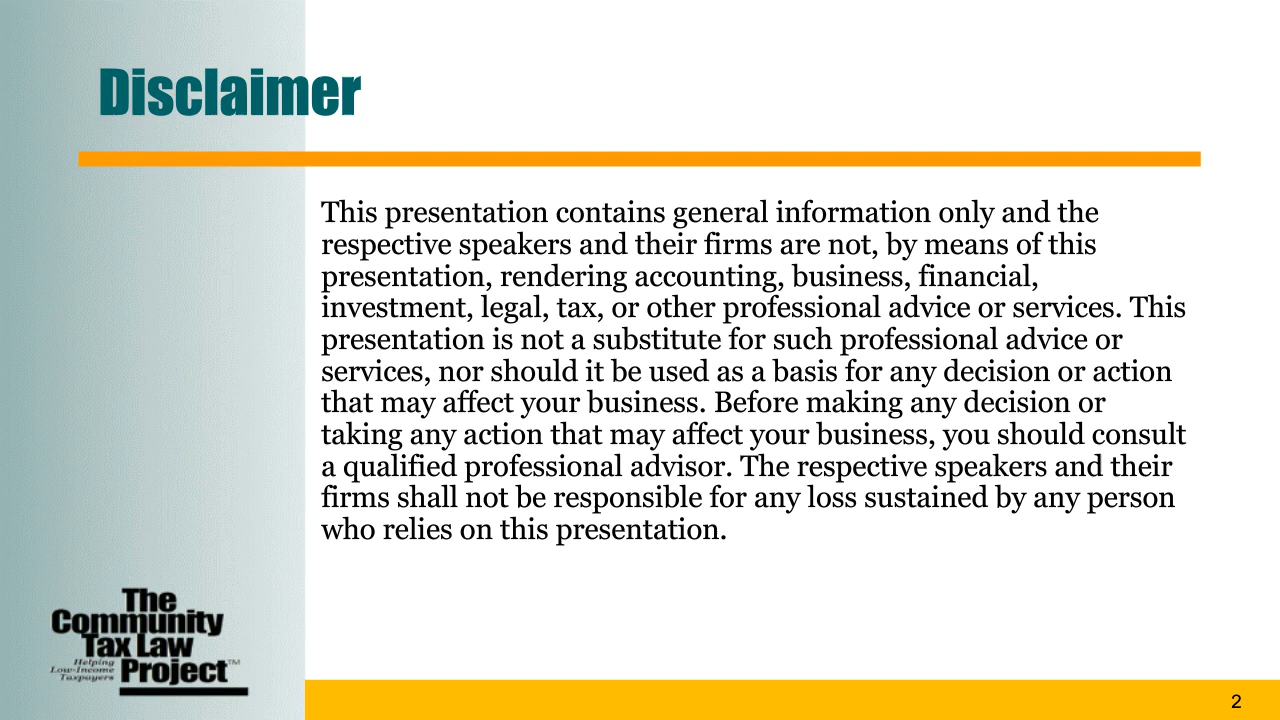 Disclaimer
This presentation contains general information only and the
respective speakers and their firms are not, by means of this
presentation, rendering accounting, business, financial,
investment, legal, tax, or other professional advice or services. This
presentation is not a substitute for such professional advice or
services, nor should it be used as a basis for any decision or action
that may affect your business. Before making any decision or
taking any action that may affect your business, you should consult
a qualified professional advisor. The respective speakers and their
firms shall not be responsible for any loss sustained by any person
who relies on this presentation.
The
Community
Tax Law
Project™
Helping
Low-Income
Taxpayers
2